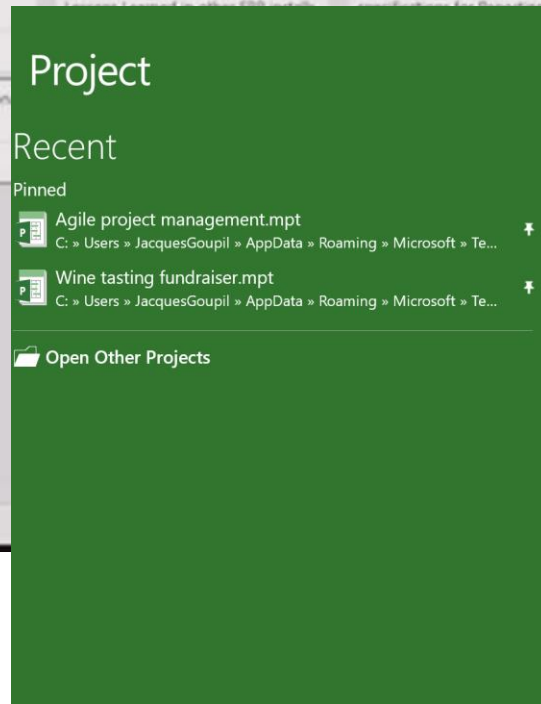 Project
Recent
Pinned
Agile project management.mpt
C: » Users » JacquesGoupil » AppData » Roaming » Microsoft » Te...
Wine tasting fundraiser.mpt
C: » Users » JacquesGoupil » AppData » Roaming » Microsoft » Te...
Open Other Projects